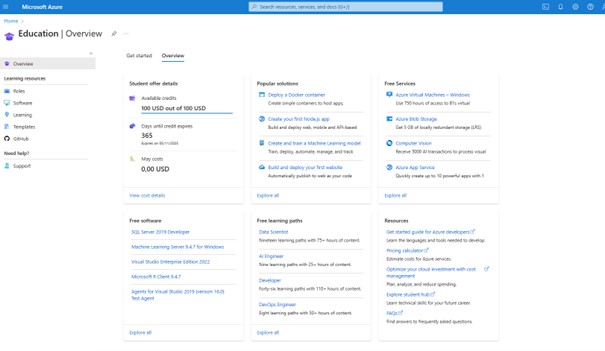 Microsoft Azure
Search resources, services, and docs (G+/)
Home >
Education | Overview
Overview
Learning resources
Roles
Software
Learning
Templates
GitHub
Need help?
Support
Get started
Overview
Student offer details
Available credits
100 USD out of 100 USD
Days until credit expires
365
Expires on
May costs
0,00 USD
View cost details
Popular solutions
Deploy a Docker container
Create simple containers to host apps.
Create your first Node.js app
Build and deploy web, mobile and API-based
Create and train a Machine Learning model
Train, deploy, automate, manage, and track
Build and deploy your first website
Automatically publish to web as your code
Explore all
Free Services
Azure Virtual Machines – Windows
Use 750 hours of access to B1s virtual
Azure Blob Storage
Get 5 GB of locally redundant storage (LRS)
Computer Vision
Receive 5000 AI transactions to process visual
Azure App Service
Quickly create up to 10 powerful apps with 1
Explore all
Free software
SQL Server 2019 Developer
Machine Learning Server 9.4.7 for Windows
Visual Studio Enterprise Edition 2022
Microsoft R Client 9.4.7
Agents for Visual Studio 2019 (version 16.0)
Test Agent
Explore all
Free learning paths
Data Scientist
Nineteen learning paths with 75+ hours of content.
AI Engineer
Nine learning paths with 25+ hours of content.
Developer
Forty-six learning paths with 110+ hours of content.
DevOps Engineer
Eight learning paths with 30+ hours of content.
Explore all
Resources
Get started guide for Azure developers
Learn the languages and tools needed to develop
Pricing calculator
Estimate costs for Azure services.
Optimize your cloud investment with cost
management
Plan, analyze, and reduce spending.
Explore student hub
Learn technical skills for your future career.
FAQs
Find answers to frequently asked questions.